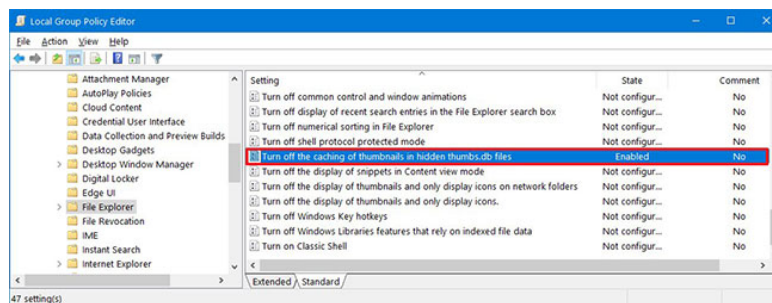 Local Group Policy Editor
File Action View Help
Attachment Manager
AutoPlay Policies
Cloud Content
Credential User Interface
Data Collection and Preview Builds
Desktop Gadgets
Desktop Window Manager
Digital Locker
Edge UI
File Explorer
File Revocation
IME
Instant Search
Internet Explorer
Setting State Comment
Turn off common control and window animations Not configur... No
Turn off display of recent search entries in the File Explorer search box Not configur... No
Turn off numerical sorting in File Explorer Not configur... No
Turn off shell protocol protected mode Not configur... No
Turn off the caching of thumbnails in hidden thumbs.db files Enabled No
Turn off the display of snippets in Content view mode Not configur... No
Turn off the display of thumbnails and only display icons on network folders Not configur... No
Turn off the display of thumbnails and only display icons. Not configur... No
Turn off Windows Key hotkeys Not configur... No
Turn off Windows Libraries features that rely on indexed file data Not configur... No
Turn on Classic Shell Not configur... No
Extended Standard
47 setting(s)